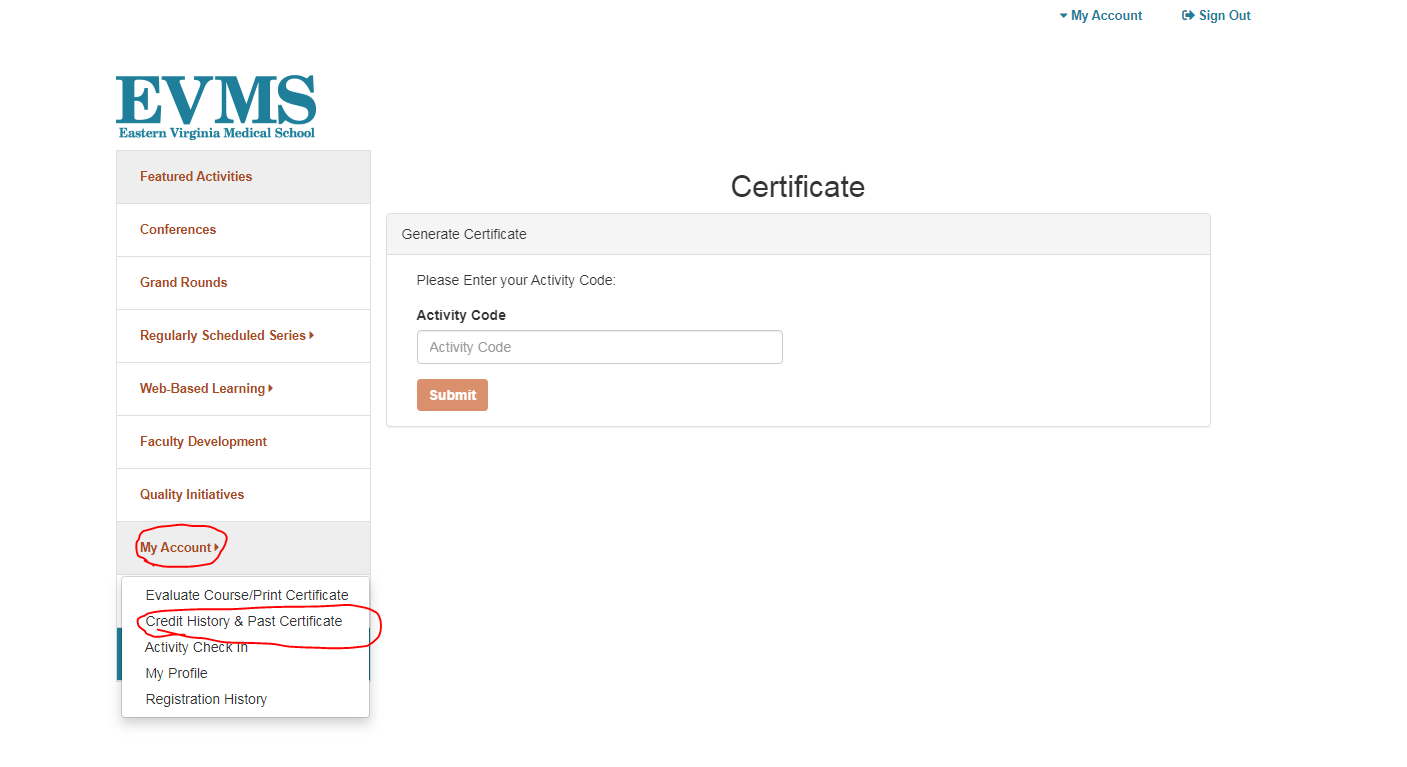 My Account
Sign Out
EVMS
Eastern Virginia Medical School
Featured Activities
Conferences
Grand Rounds
Regularly Scheduled Series
Web-Based Learning
Faculty Development
Quality Initiatives
My Account
Evaluate Course/Print Certificate
Credit History & Past Certificate
Activity Check In
My Profile
Registration History
Certificate
Generate Certificate
Please Enter your Activity Code:
Activity Code
Activity Code
Submit